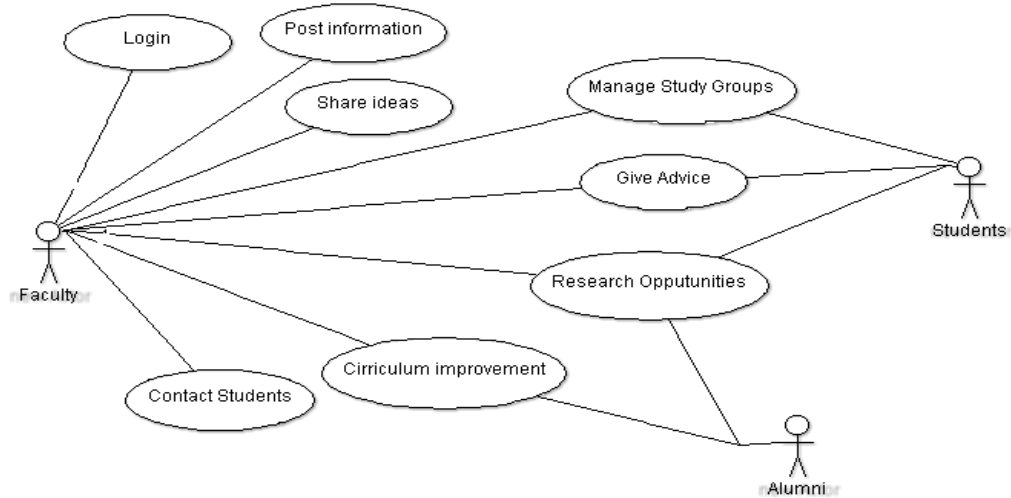 Login
Post information
Share ideas
Manage Study Groups
Give Advice
Students
Faculty
Research Opputunities
Cirriculum improvement
Contact Students
Alumni